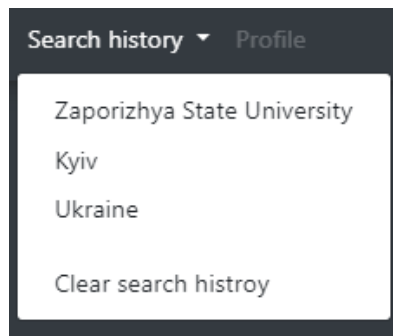 Search history Profile
Zaporizhya State University
Kyiv
Ukraine
Clear search histroy